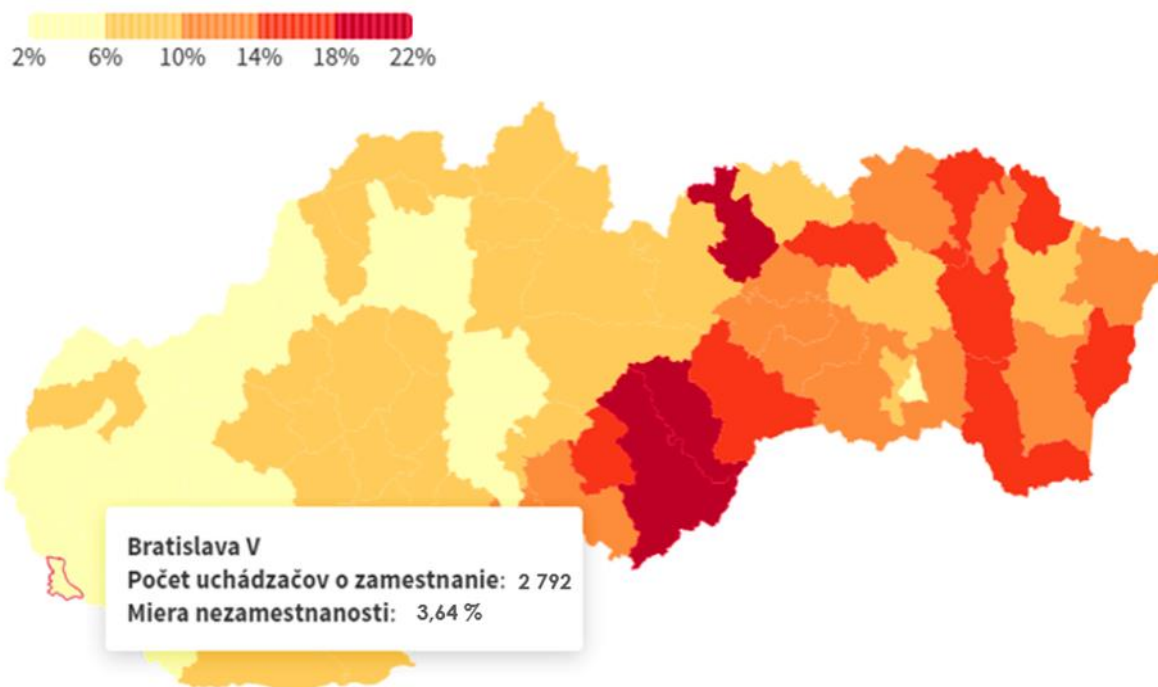 2% 6% 10% 14% 18% 22%
Bratislava V
Počet uchádzačov o zamestnanie: 2 792
Miera nezamestnanosti: 3,64 %